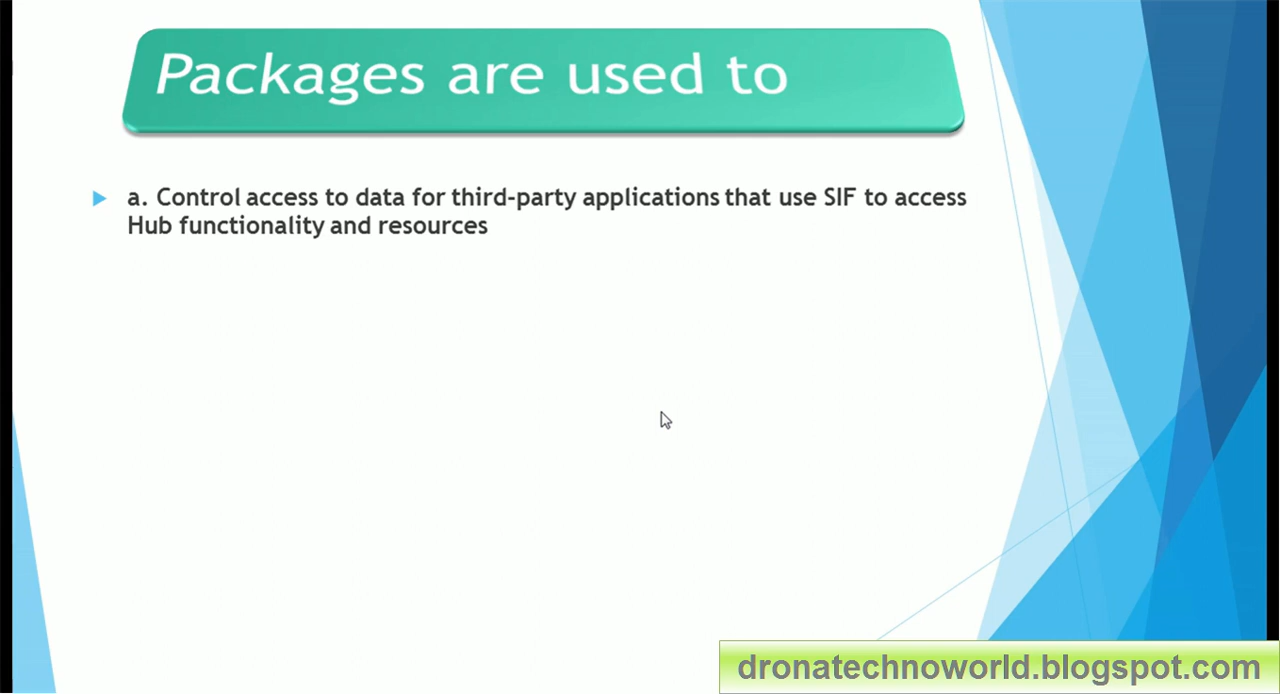 Packages are used to
a. Control access to data for third-party applications that use SIF to access
Hub functionality and resources
dronatechnoworld.blogspot.com